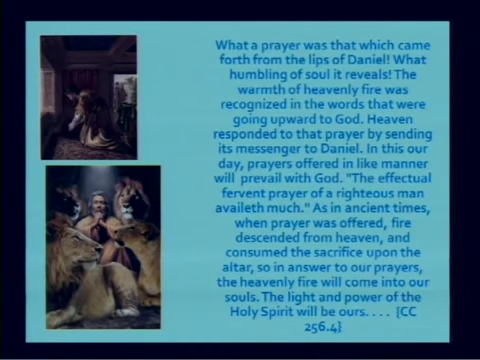 What a prayer was that which came
forth from the lips of Daniel! What
humbling of soul it reveals! The
warmth of heavenly fire was
recognized in the words that were
going upward to God. Heaven
responded to that prayer by sending
its messenger to Daniel. In this our
day, prayers offered in like manner
will prevail with God. "The effectual
fervent prayer of a righteous man
availeth much." As in ancient times,
when prayer was offered, fire
descended from heaven, and
consumed the sacrifice upon the
altar, so in answer to our prayers,
the heavenly fire will come into our
souls. The light and power of the
Holy Spirit will be ours. . . . {CC
256.4}